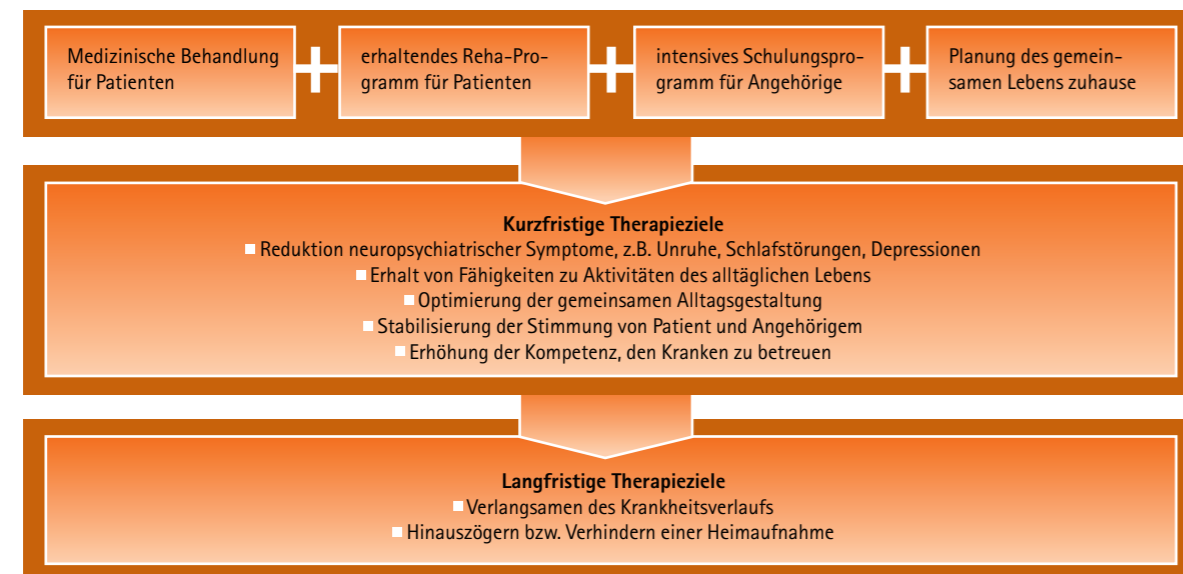 Medizinische Behandlung
für Patienten
erhaltendes Reha-Pro-
gramm für Patienten
intensives Schulungspro-
gramm für Angehörige
Planung des gemein-
samen Lebens zuhause
Kurzfristige Therapieziele
Reduktion neuropsychiatrischer Symptome, z.B. Unruhe, Schlafstörungen, Depressionen
Erhalt von Fähigkeiten zu Aktivitäten des alltäglichen Lebens
Optimierung der gemeinsamen Alltagsgestaltung
Stabilisierung der Stimmung von Patient und Angehörigem
Erhöhung der Kompetenz, den Kranken zu betreuen
Langfristige Therapieziele
Verlangsamen des Krankheitsverlaufs
Hinauszögern bzw. Verhindern einer Heimaufnahme